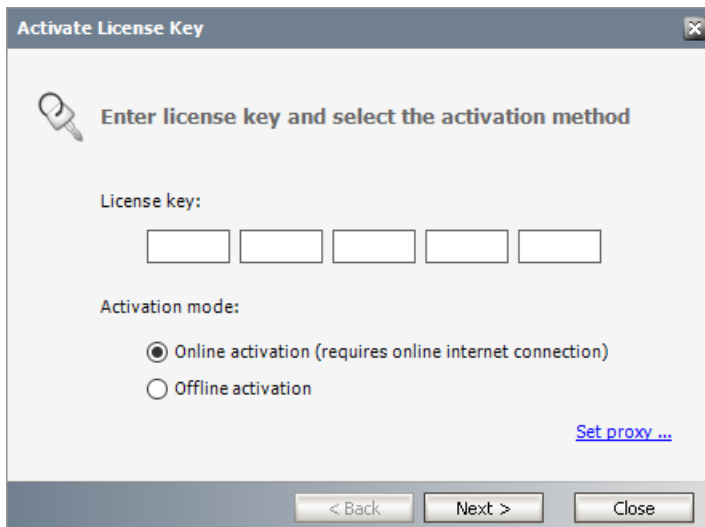 Activate License Key
Enter license key and select the activation method
License key:
Activation mode:
Online activation (requires online internet connection)
Offline activation
Set proxy ...
< Back Next > Close